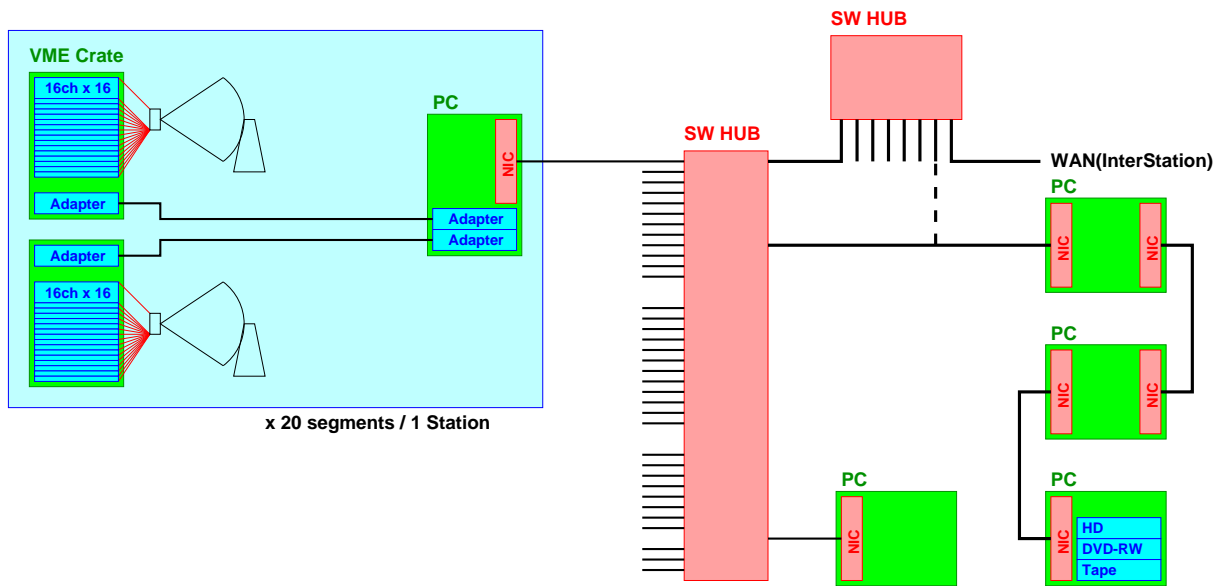 SW HUB
VME Crate
16ch x 16
PC
NIC
SW HUB
NIC
WAN(InterStation)
PC
Adapter
Adapter
Adapter
NIC
NIC
Adapter
16ch x 16
PC
NIC
NIC
x 20 segments / 1 Station
PC
NIC
PC
NIC
HD
DVD-RW
Tape